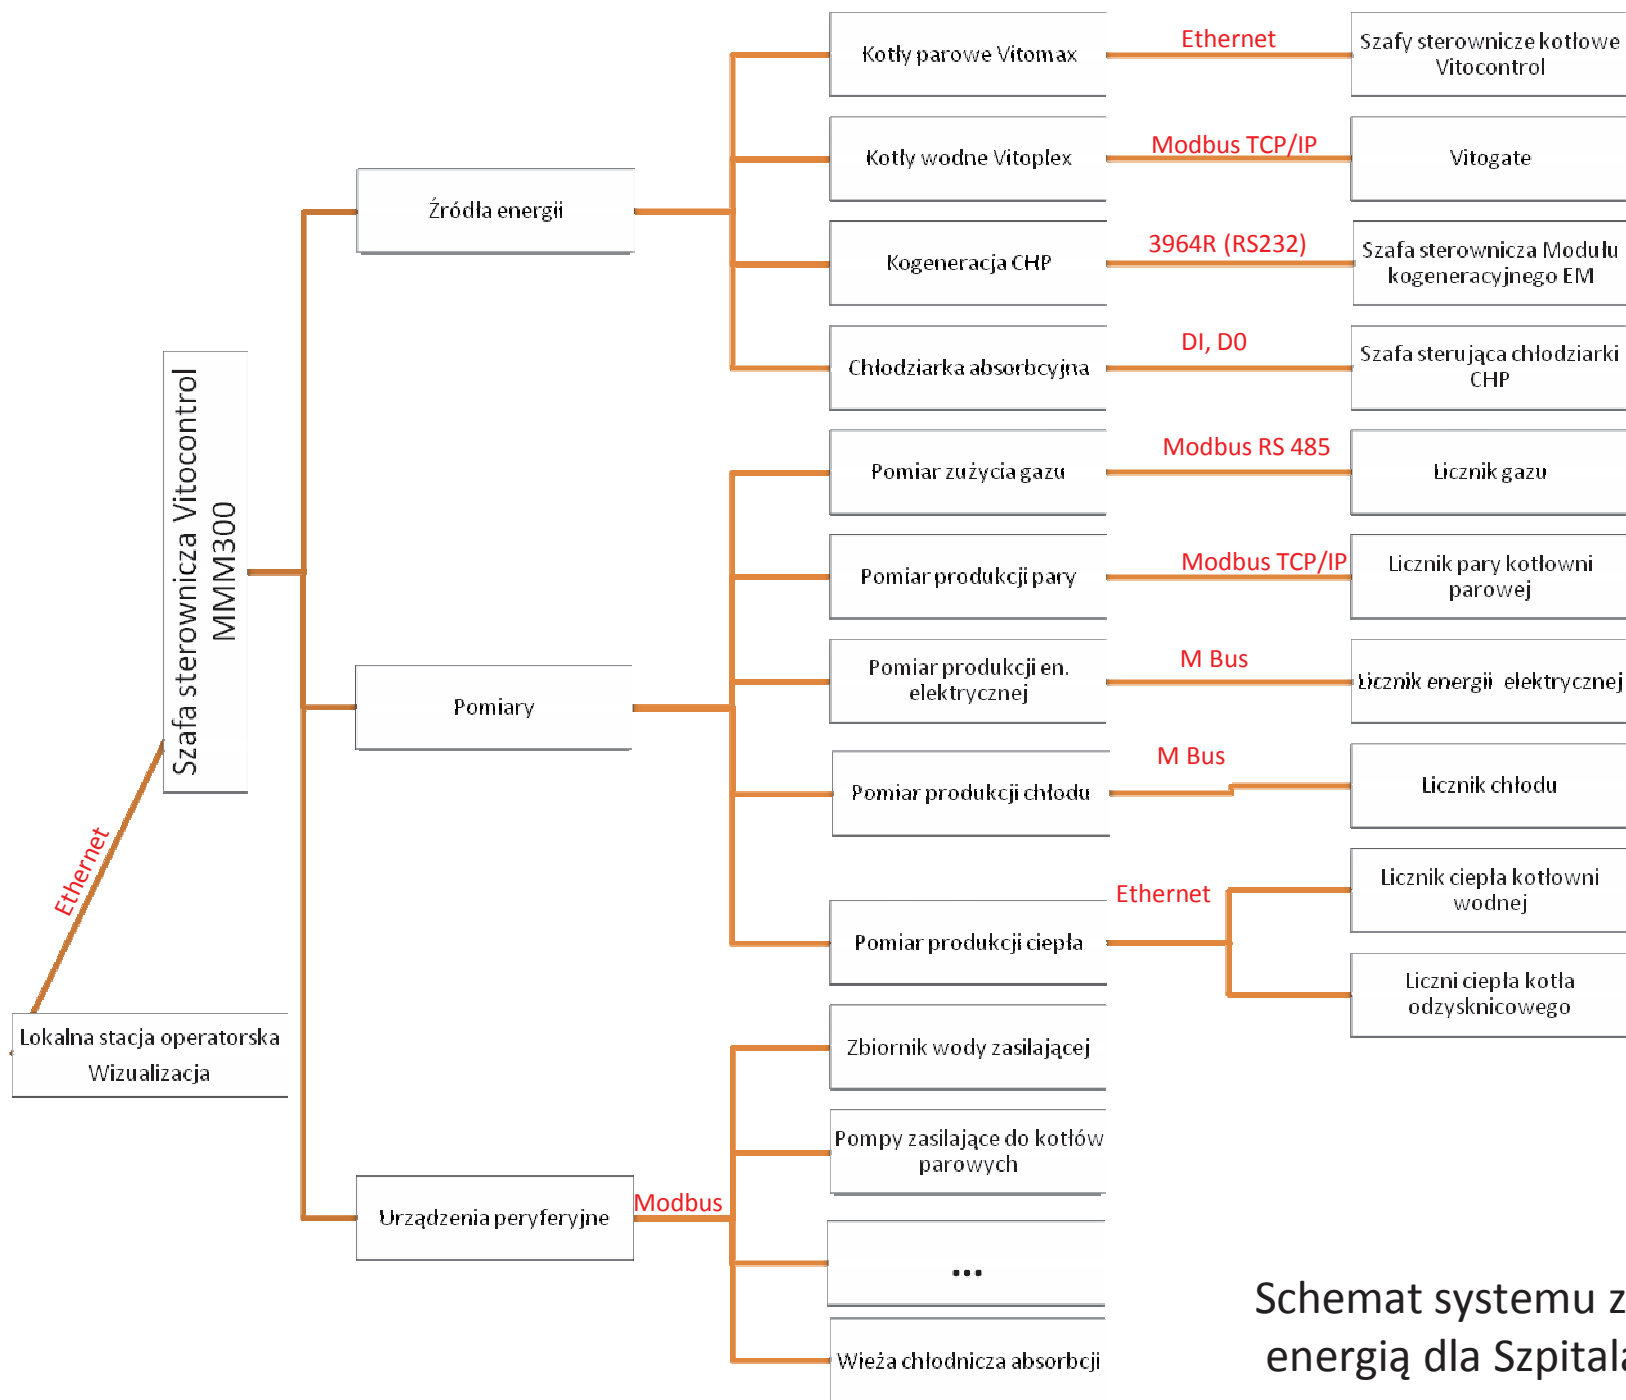 Kotły parowe Vitomax
Ethernet
Szafy sterownicze kotłowe
Vitocontrol
Kotły wodne Vitoplex
Modbus TCP/IP
Vitogate
Źródła energii
Kogeneracja CHP
3964R (RS232)
Szafa sterownicza Modułu
kogeneracyjnego EM
Chłodziarka absorbcyjna
DI, D0
Szafa sterująca chłodziarki
CHP
Szafa sterownicza Vitocontrol
MMM300
Pomiar zużycia gazu
Modbus RS 485
Licznik gazu
Pomiar produkcji pary
Modbus TCP/IP
Licznik pary kotłowni
parowej
Pomiar produkcji en.
elektrycznej
M Bus
Licznik energii elektrycznej
Pomiary
Pomiar produkcji chłodu
M Bus
Licznik chłodu
Pomiar produkcji ciepła
Ethernet
Licznik ciepła kotłowni
wodnej
Liczni ciepła kotła
odzysknicowego
Ethernet
Lokalna stacja operatorska
Wizualizacja
Zbiornik wody zasilającej
Pompy zasilające do kotłów
parowych
Urządzenia peryferyjne
Modbus
...
Wieża chłodnicza absorbcji
Schemat systemu z
energią dla Szpitala